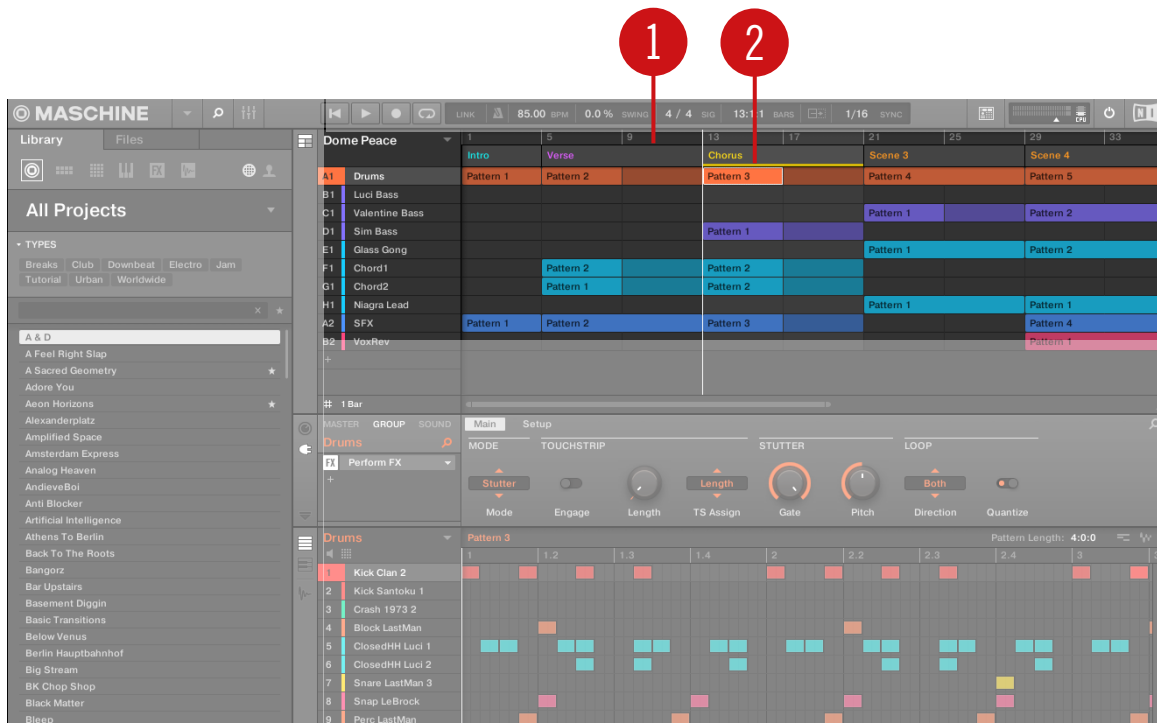 1 2
MASCHINE
LINK 85.00 BPM 0.0 % SWING 4 / 4 SIG 13:1:1 BARS 1/16 SYNC
CPU
Library Files
All Projects
TYPES
Breaks Club Downbeat Electro Jam
Tutorial Urban Worldwide
A & D
A Feel Right Slap
A Sacred Geometry
Adore You
Aeon Horizons
Alexanderplatz
Amplified Space
Amsterdam Express
Analog Heaven
AndieveBoi
Anti Blocker
Artificial Intelligence
Athens To Berlin
Back To The Roots
Bangorz
Bar Upstairs
Basement Diggin
Basic Transitions
Below Venus
Berlin Hauptbahnhof
Big Stream
BK Chop Shop
Black Matter
Bleep
Dome Peace 1 5 9 13 17 21 25 29 33
Intro Verse Chorus Scene 3 Scene 4
A1 Drums Pattern 1 Pattern 2 Pattern 3 Pattern 4 Pattern 5
B1 Luci Bass
C1 Valentine Bass Pattern 1 Pattern 2
D1 Sim Bass Pattern 1
E1 Glass Gong Pattern 1 Pattern 2
F1 Chord1 Pattern 2 Pattern 2
G1 Chord2 Pattern 1 Pattern 2
H1 Niagra Lead Pattern 1 Pattern 1
A2 SFX Pattern 1 Pattern 2 Pattern 3 Pattern 4
B2 VoxRev Pattern 1
+
1 Bar
MASTER GROUP SOUND Main Setup
Drums MODE TOUCHSTRIP STUTTER LOOP
FX Perform FX
+
Stutter Length Both
Mode Engage Length TS Assign Gate Pitch Direction Quantize
Drums Pattern 3 Pattern Length: 4:0:0
1 1.2 1.3 1.4 2 2.2 2.3 2.4 3
1 Kick Clan 2
2 Kick Santoku 1
3 Crash 1973 2
4 Block LastMan
5 ClosedHH Luci 1
6 ClosedHH Luci 2
7 Snare LastMan 3
8 Snap LeBrock
9 Perc LastMan